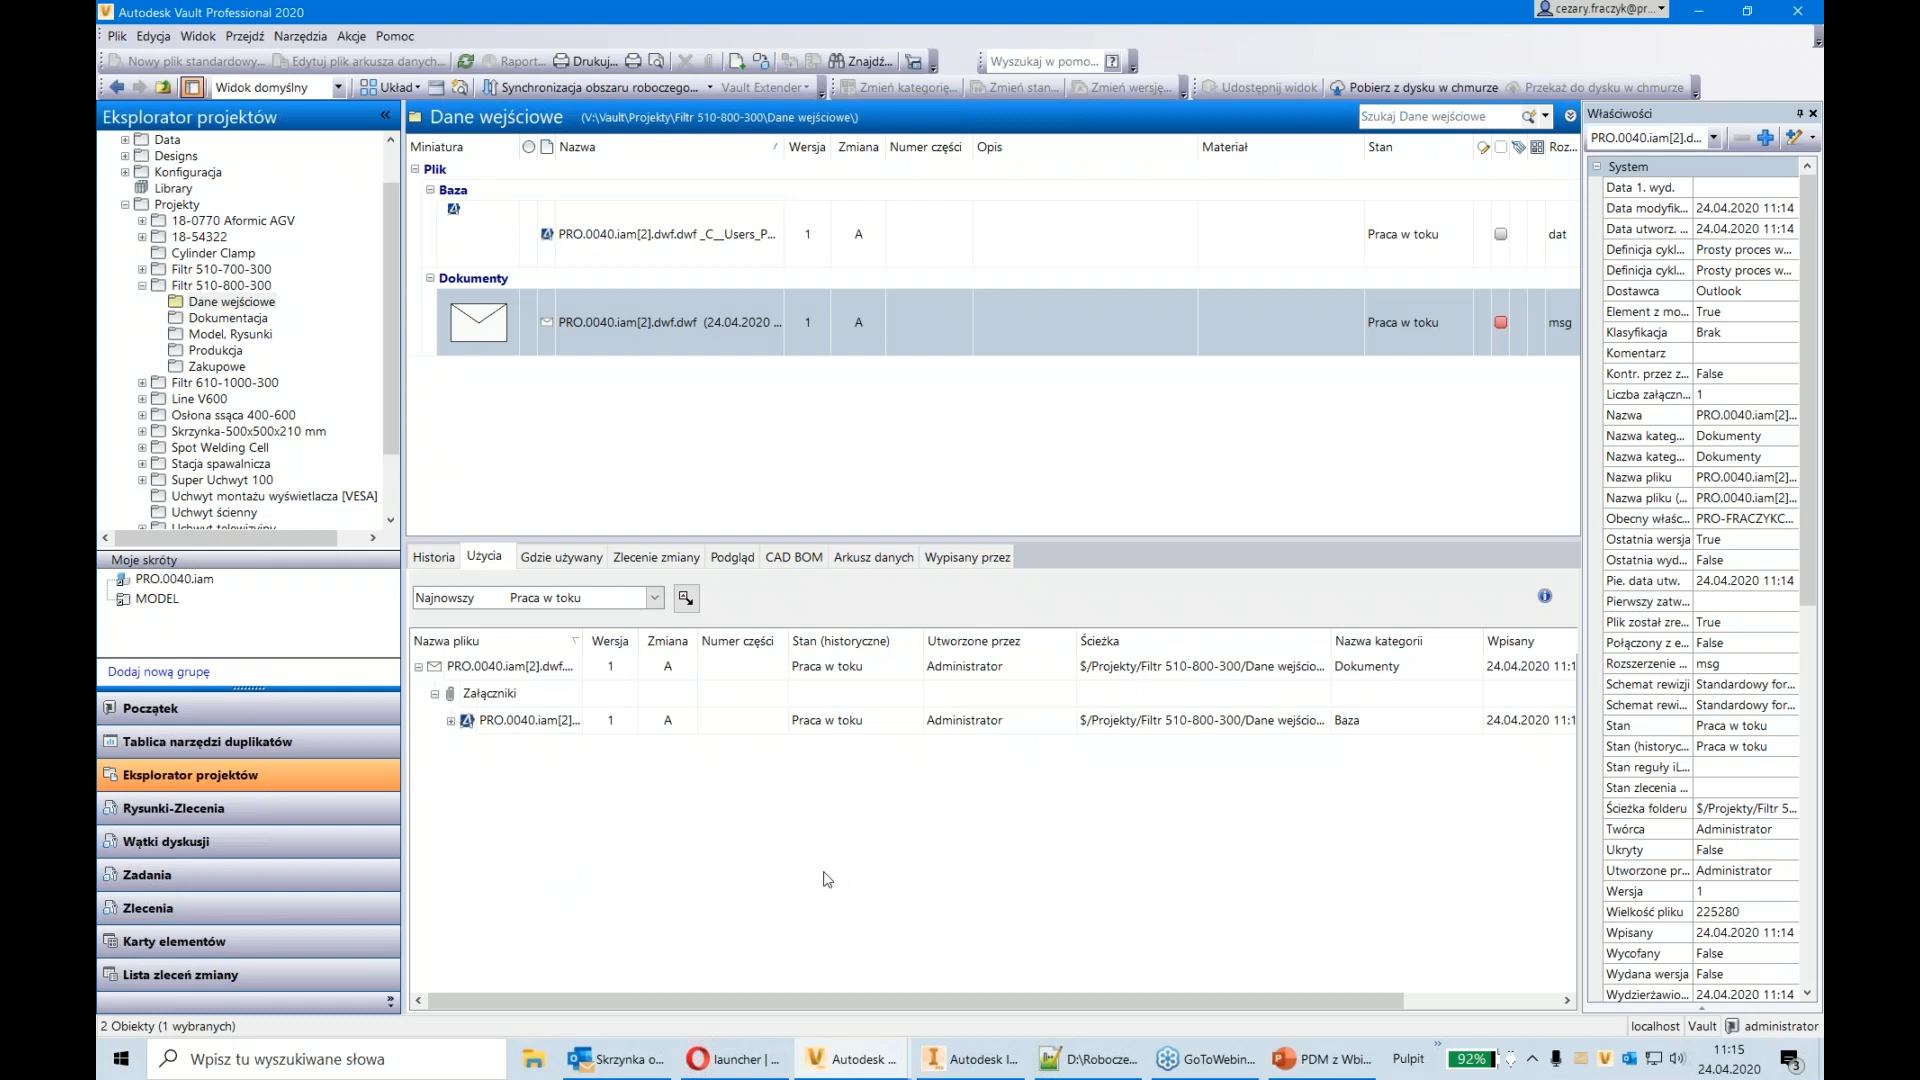 Autodesk Vault Professional 2020
cezary.fraczyk@pr...
Plik Edycja Widok Przejdź Narzędzia Akcje Pomoc
Nowy plik standardowy... Edytuj plik arkusza danych... Raport... Drukuj... Znajdź... Wyszukaj w pomo...
Widok domyślny Układ Synchronizacja obszaru roboczego... Vault Extender Zmień kategorię... Zmień stan... Zmień wersję... Udostępnij widok Pobierz z dysku w chmurze Przekaż do dysku w chmurze
Eksplorator projektów
Data
Designs
Konfiguracja
Library
Projekty
18-0770 Aformic AGV
18-54322
Cylinder Clamp
Filtr 510-700-300
Filtr 510-800-300
Dane wejściowe
Dokumentacja
Model, Rysunki
Produkcja
Zakupowe
Filtr 610-1000-300
Line V600
Osłona ssąca 400-600
Skrzynka-500x500x210 mm
Spot Welding Cell
Stacja spawalnicza
Super Uchwyt 100
Uchwyt montażu wyświetlacza [VESA]
Uchwyt ścienny
Uchwyt telewizyjny
Moje skróty
PRO.0040.iam
MODEL
Dodaj nową grupę
Początek
Tablica narzędzi duplikatów
Eksplorator projektów
Rysunki-Zlecenia
Wątki dyskusji
Zadania
Zlecenia
Karty elementów
Lista zleceń zmiany
Dane wejściowe (V:\Vault\Projekty\Filtr 510-800-300\Dane wejściowe\) Szukaj Dane wejściowe
Miniatura Nazwa Wersja Zmiana Numer części Opis Materiał Stan Roz...
Plik
Baza
PRO.0040.iam[2].dwf.dwf _C__Users_P... 1 A Praca w toku dat
Dokumenty
PRO.0040.iam[2].dwf.dwf (24.04.2020 ... 1 A Praca w toku msg
Historia Użycia Gdzie używany Zlecenie zmiany Podgląd CAD BOM Arkusz danych Wypisany przez
Najnowszy Praca w toku
Nazwa pliku Wersja Zmiana Numer części Stan (historyczne) Utworzone przez Ścieżka Nazwa kategorii Wpisany
PRO.0040.iam[2].dwf.... 1 A Praca w toku Administrator $/Projekty/Filtr 510-800-300/Dane wejścio... Dokumenty 24.04.2020 11:1
Załączniki
PRO.0040.iam[2]... 1 A Praca w toku Administrator $/Projekty/Filtr 510-800-300/Dane wejścio... Baza 24.04.2020 11:1
Właściwości
PRO.0040.iam[2].d...
System
Data 1. wyd.
Data modyfik... 24.04.2020 11:14
Data utworz. ... 24.04.2020 11:14
Definicja cykl... Prosty proces w...
Definicja cykl... Prosty proces w...
Dostawca Outlook
Element z mo... True
Klasyfikacja Brak
Komentarz
Kontr. przez z... False
Liczba załączn... 1
Nazwa PRO.0040.iam[2]...
Nazwa kateg... Dokumenty
Nazwa kateg... Dokumenty
Nazwa pliku PRO.0040.iam[2]...
Nazwa pliku (... PRO.0040.iam[2]...
Obecny właśc... PRO-FRACZYKC...
Ostatnia wersja True
Ostatnia wyd... False
Pie. data utw. 24.04.2020 11:14
Pierwszy zatw...
Plik został zre... True
Połączony z e... False
Rozszerzenie ... msg
Schemat rewizji Standardowy for...
Schemat rewi... Standardowy for...
Stan Praca w toku
Stan (historyc... Praca w toku
Stan reguły iL...
Stan zlecenia ...
Ścieżka folderu $/Projekty/Filtr 5...
Twórca Administrator
Ukryty False
Utworzone pr... Administrator
Wersja 1
Wielkość pliku 225280
Wpisany 24.04.2020 11:14
Wycofany False
Wydana wersja False
Wydzierżawio... 24.04.2020 11:14
2 Obiekty (1 wybranych) localhost Vault administrator
Wpisz tu wyszukiwane słowa Skrzynka o... launcher | ... Autodesk ... Autodesk I... D:\Robocze... GoToWebin... PDM z Wbi... Pulpit 92% 11:15
24.04.2020 3